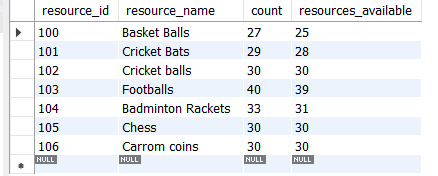 resource_id resource_name count resources_available
100 Basket Balls 27 25
101 Cricket Bats 29 28
102 Cricket balls 30 30
103 Footballs 40 39
104 Badminton Rackets 33 31
105 Chess 30 30
106 Carrom coins 30 30
NULL NULL NULL NULL